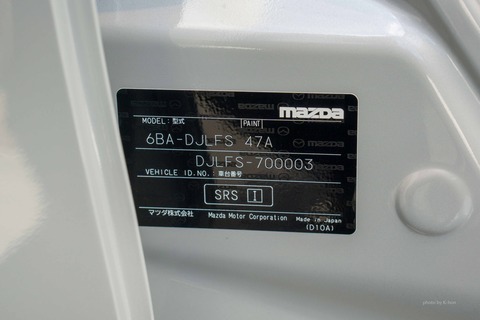 mazda
MODEL: 型式 PAINT
6BA-DJLFS 47A
DJLFS-700003
VEHICLE ID.NO. 車台番号
SRS I
マツダ株式会社 Mazda Motor Corporation Made in Japan
(D10A)